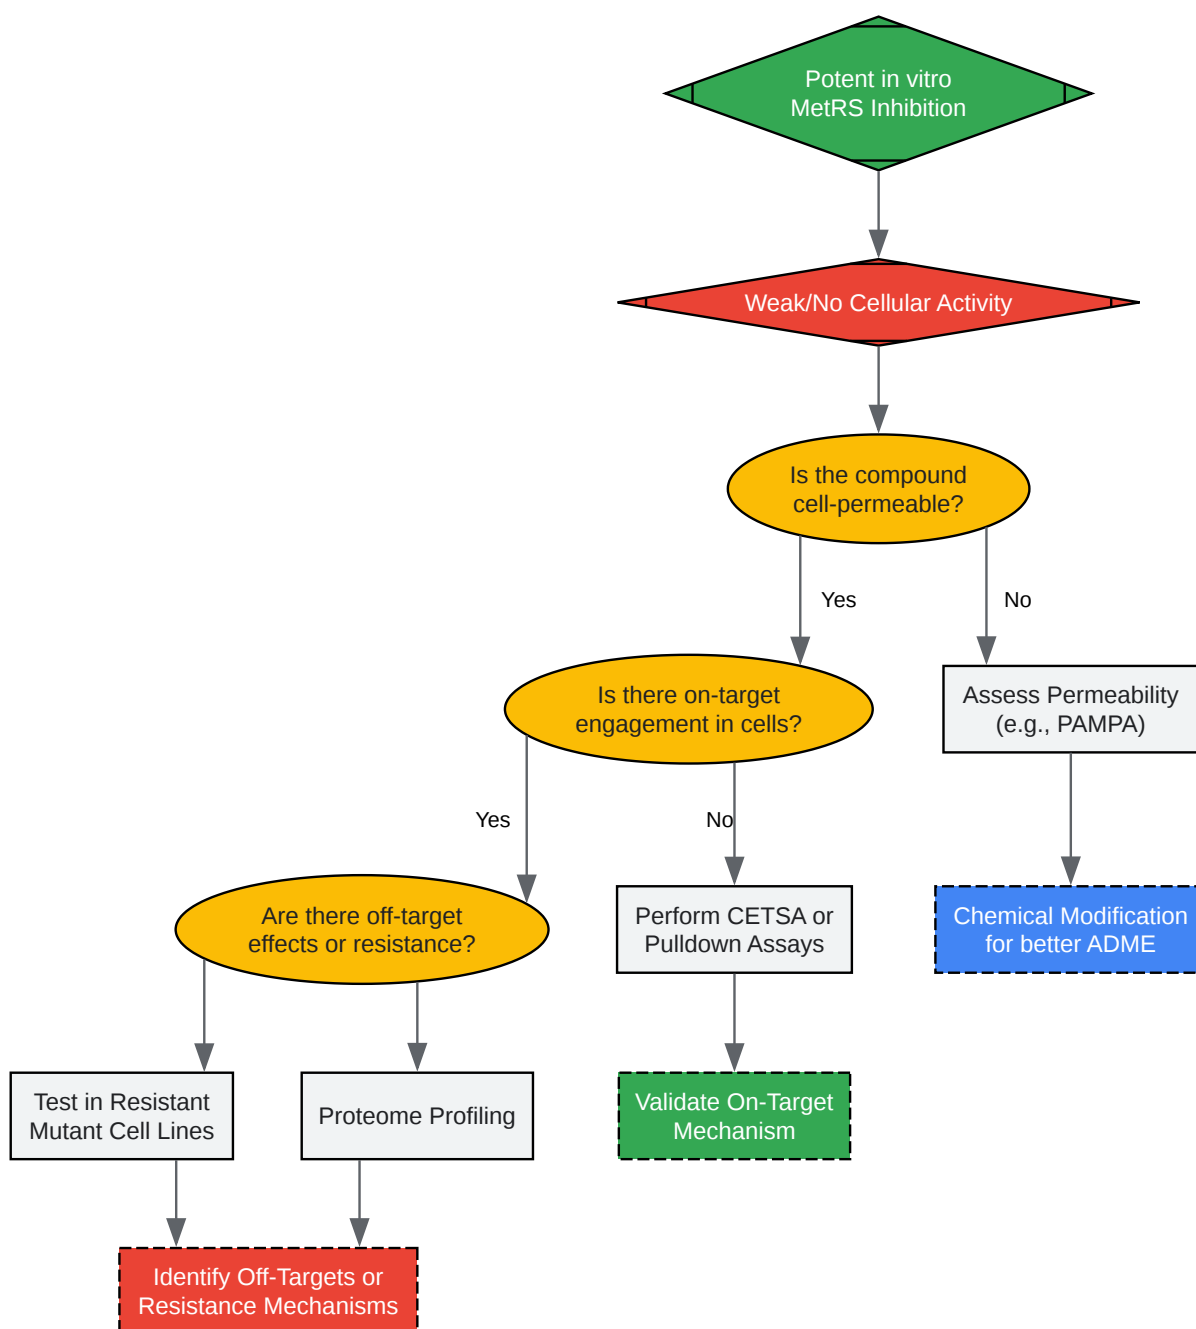 Potent in vitro
MetRS Inhibition
Weak/No Cellular Activity
Is the compound
cell-permeable?
Yes
No
Is there on-target
engagement in cells?
Assess Permeability
(e.g., PAMPA)
Yes
No
Are there off-target
effects or resistance?
Perform CETSA or
Pulldown Assays
Chemical Modification
for better ADME
Test in Resistant
Mutant Cell Lines
Proteome Profiling
Validate On-Target
Mechanism
Identify Off-Targets or
Resistance Mechanisms